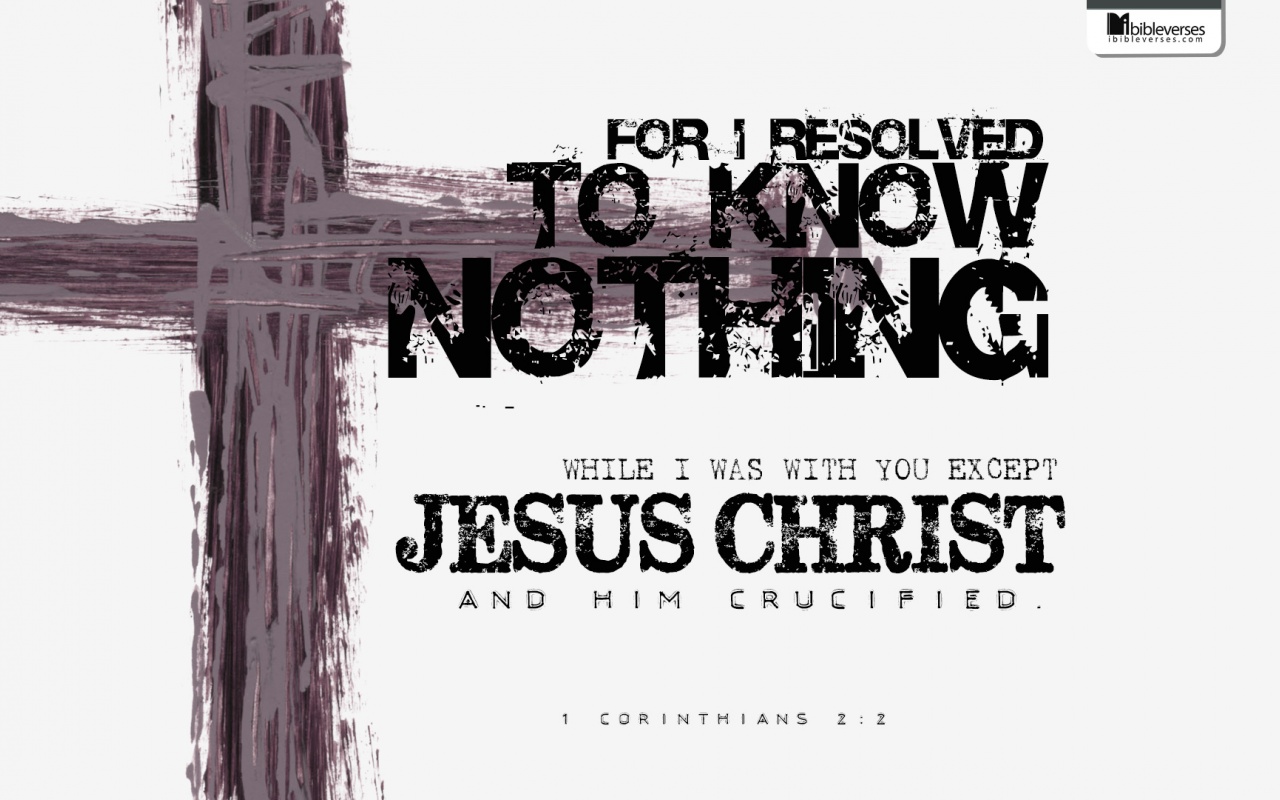 ibibleverses
ibibleverses.com
FOR I RESOLVED
TO KNOW
NOTHING
WHILE I WAS WITH YOU EXCEPT
JESUS CHRIST
AND HIM CRUCIFIED.
1 CORINTHIANS 2:2